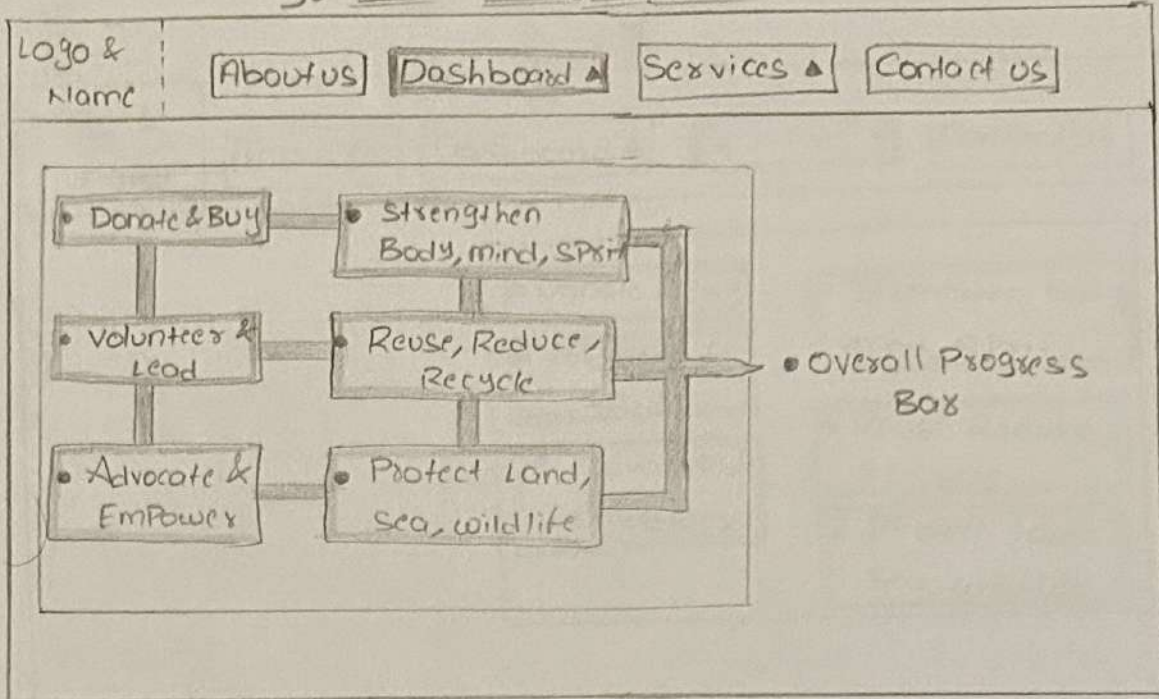 Logo &
Name
About us
Dashboard ▲
Services ▲
Contact us
• Donate & Buy
• Strengthen
Body, mind, Sprit
• Volunteer &
Lead
• Reuse, Reduce,
Recycle
• Overall Progress
Bar
• Advocate &
EmPower
• Protect Land,
Sea, wildlife